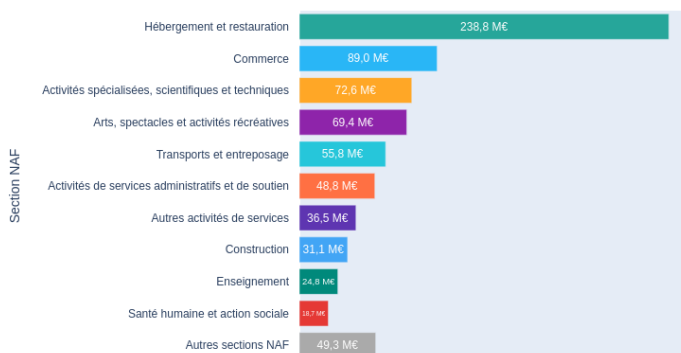 Section NAF
Hébergement et restauration 238,8 M€
Commerce 89,0 M€
Activités spécialisées, scientifiques et techniques 72,6 M€
Arts, spectacles et activités récréatives 69,4 M€
Transports et entreposage 55,8 M€
Activités de services administratifs et de soutien 48,8 M€
Autres activités de services 36,5 M€
Construction 31,1 M€
Enseignement 24,8 M€
Santé humaine et action sociale 18,7 M€
Autres sections NAF 49,3 M€